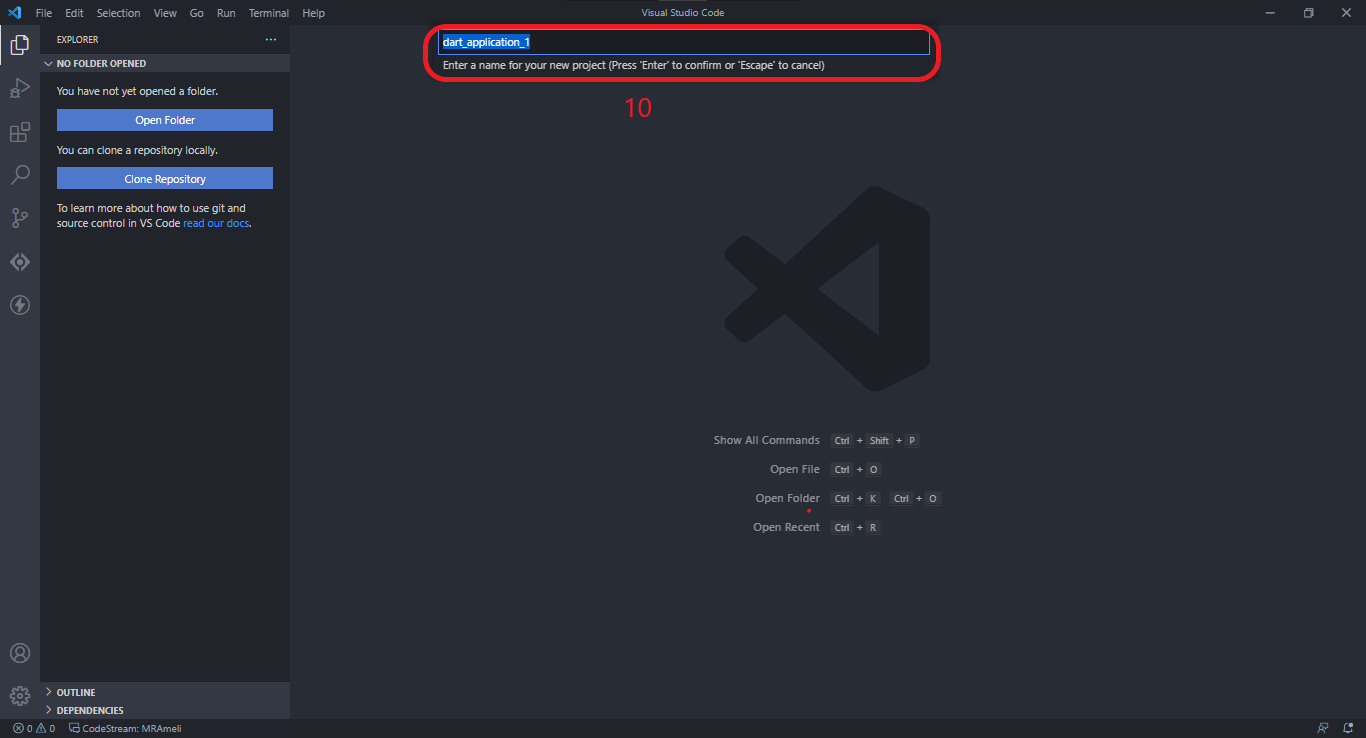 File Edit Selection View Go Run Terminal Help
Visual Studio Code
EXPLORER
NO FOLDER OPENED
You have not yet opened a folder.
Open Folder
You can clone a repository locally.
Clone Repository
To learn more about how to use git and
source control in VS Code read our docs.
dart_application_1
Enter a name for your new project (Press 'Enter' to confirm or 'Escape' to cancel)
10
Show All Commands Ctrl + Shift + P
Open File Ctrl + O
Open Folder Ctrl + K Ctrl + O
Open Recent Ctrl + R
OUTLINE
DEPENDENCIES
0 0 CodeStream: MRAmeli